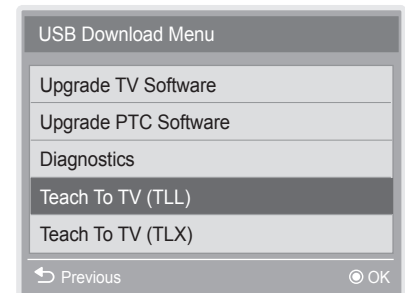 USB Download Menu
Upgrade TV Software
Upgrade PTC Software
Diagnostics
Teach To TV (TLL)
Teach To TV (TLX)
Previous
OK